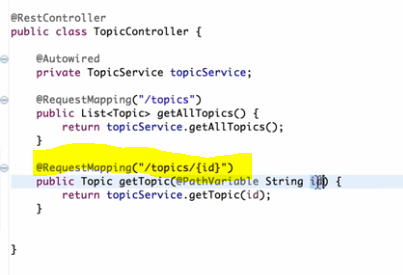 @RestController
public class TopicController {
@Autowired
private TopicService topicService;
@RequestMapping("/topics")
public List<Topic> getAllTopics() {
return topicService.getAllTopics();
}
@RequestMapping("/topics/{id}")
public Topic getTopic(@PathVariable String id) {
return topicService.getTopic(id);
}
}